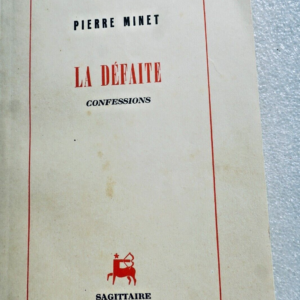 PIERRE MINET
LA DÉFAITE
CONFESSIONS
SAGITTAIRE